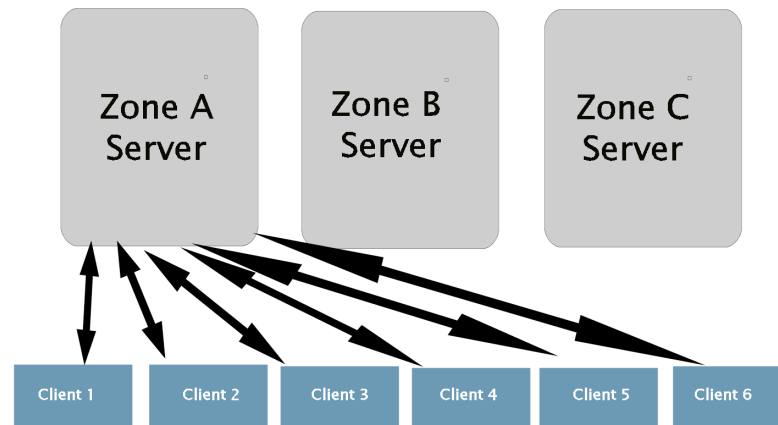 Zone A
Server
Zone B
Server
Zone C
Server
Client 1
Client 2
Client 3
Client 4
Client 5
Client 6